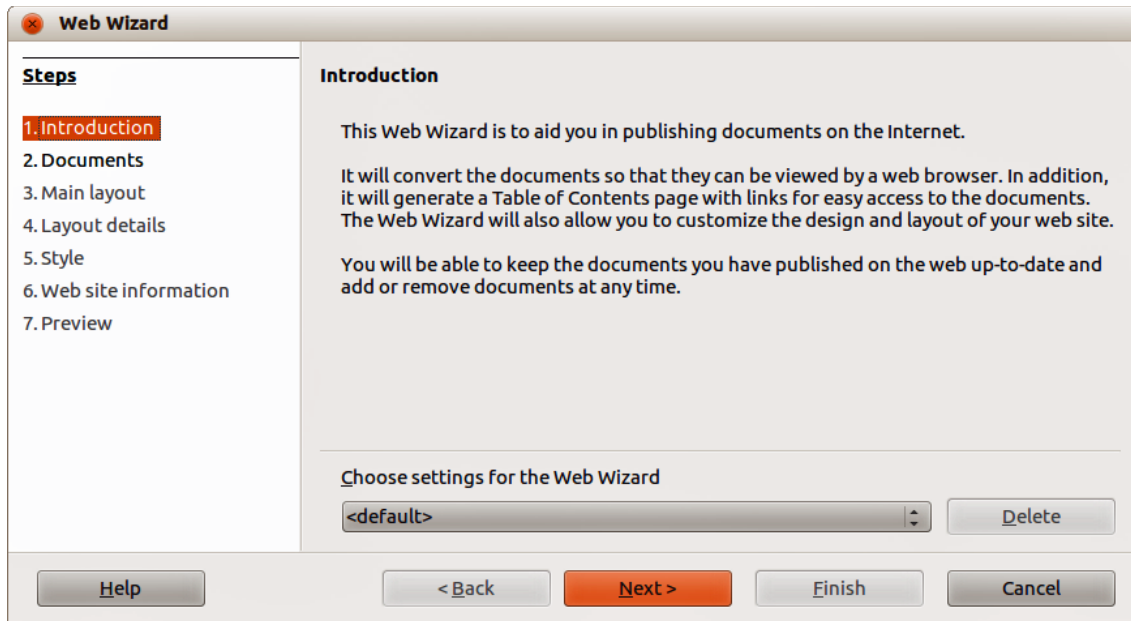 Web Wizard
Steps
1. Introduction
2. Documents
3. Main layout
4. Layout details
5. Style
6. Web site information
7. Preview
Introduction
This Web Wizard is to aid you in publishing documents on the Internet.
It will convert the documents so that they can be viewed by a web browser. In addition,
it will generate a Table of Contents page with links for easy access to the documents.
The Web Wizard will also allow you to customize the design and layout of your web site.
You will be able to keep the documents you have published on the web up-to-date and
add or remove documents at any time.
Choose settings for the Web Wizard
<default>
Delete
Help
< Back
Next >
Finish
Cancel